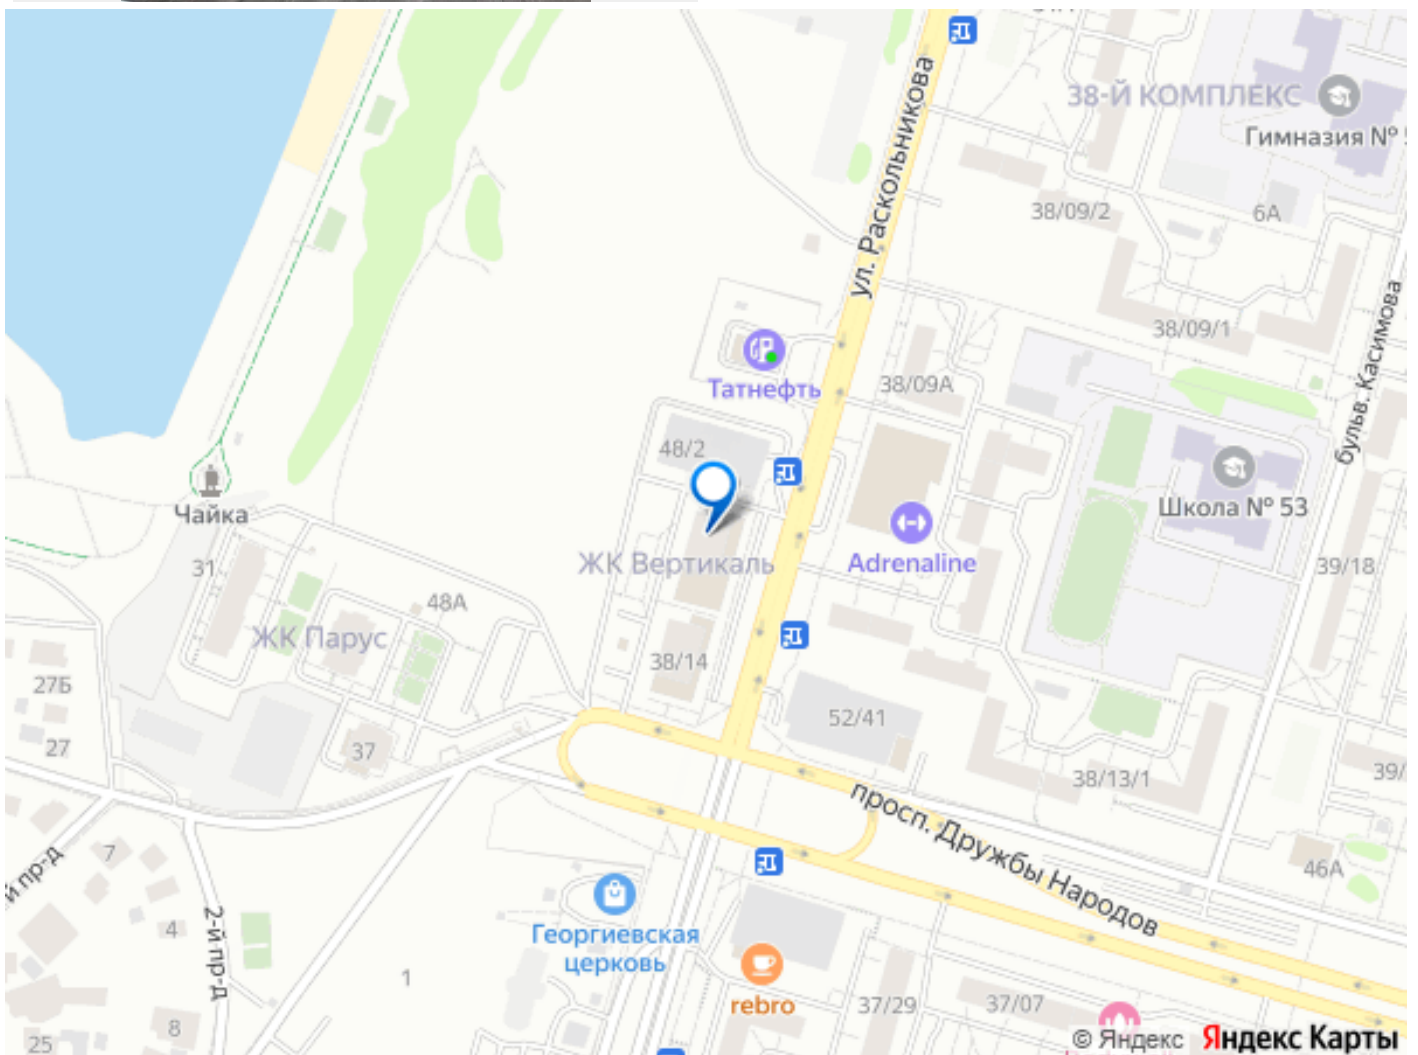 38-Й КОМПЛЕКС
Гимназия №
ул. Раскольникова
38/09/2
6А
38/09/1
бульв. Касимова
Татнефть
38/09А
48/2
Чайка
Школа № 53
ЖК Вертикаль
Adrenaline
31
39/18
48А
ЖК Парус
38/14
27Б
52/41
27
37
38/13/1
39/
просп. Дружбы Народов
й пр-д
7
46А
2-й пр-д
4
Георгиевская
церковь
1
rebro
37/29
37/07
8
25
© Яндекс Яндекс Карты